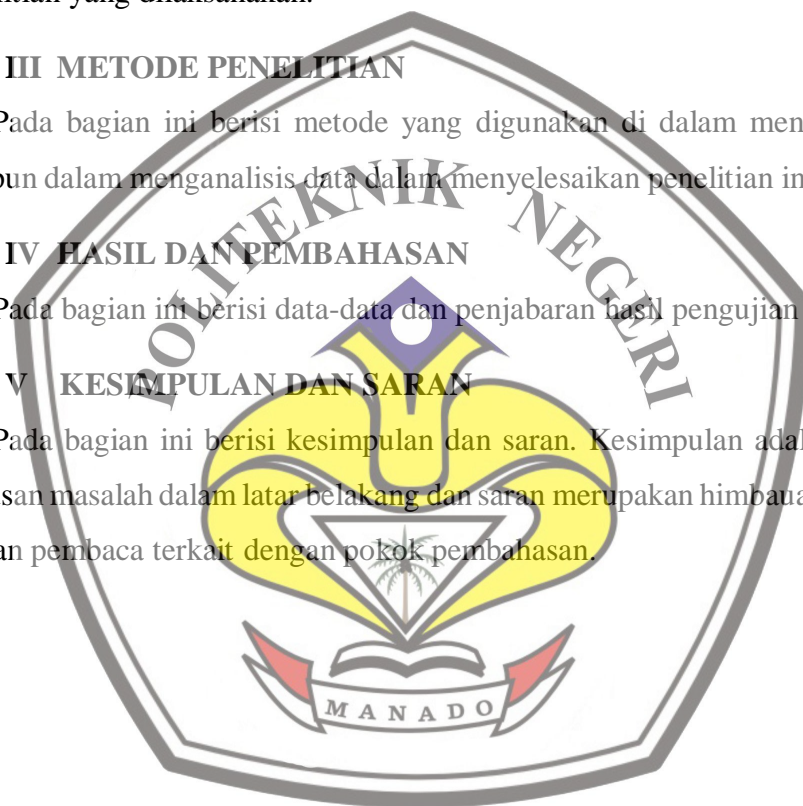 itian yang dilaksanakan.
III METODE PENELITIAN
Pada bagian ini berisi metode yang digunakan di dalam men
pun dalam menganalisis data dalam menyelesaikan penelitian in
POLITEKNIK NEGERI
IV HASIL DAN PEMBAHASAN
Pada bagian ini berisi data-data dan penjabaran hasil pengujian
V KESIMPULAN DAN SARAN
Pada bagian ini berisi kesimpulan dan saran. Kesimpulan adal
san masalah dalam latar belakang dan saran merupakan himbaua
an pembaca terkait dengan pokok pembahasan.
MANADO